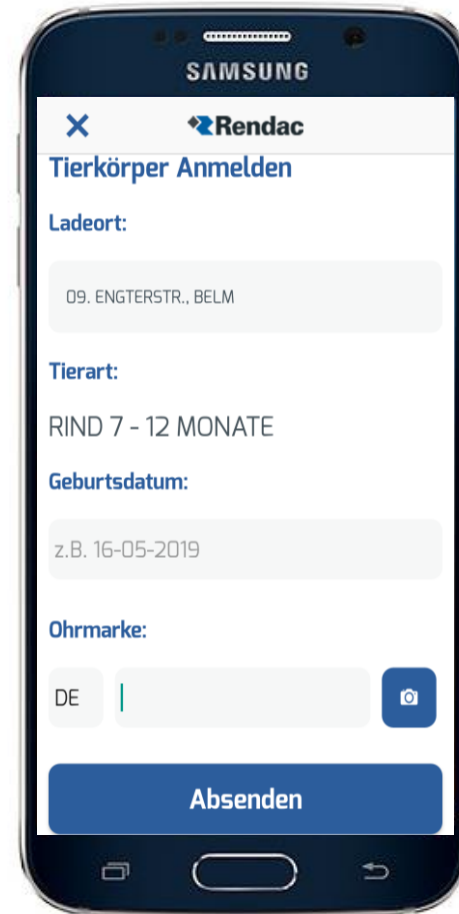 SAMSUNG
Rendac
Tierkörper Anmelden
Ladeort:
09. ENGTERSTR., BELM
Tierart:
RIND 7 - 12 MONATE
Geburtsdatum:
z.B. 16-05-2019
Ohrmarke:
DE
Absenden